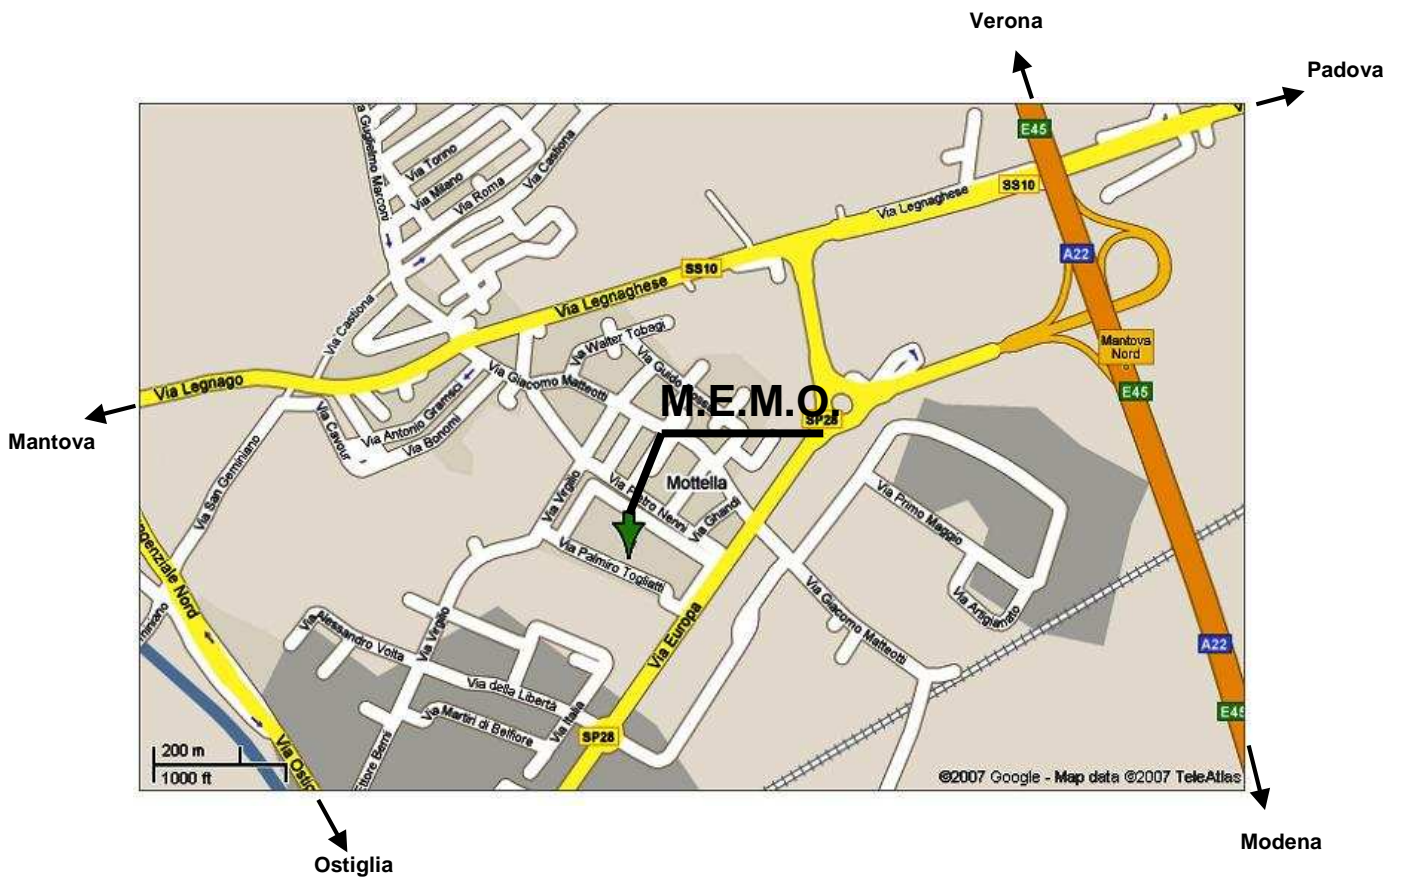 Verona
Padova
E45
a Guglielmo Marconi
Via Torino
Via Milano
Via Roma
Via Castiona
SS10
Via Legnaghese
A22
SS10
Via Legnaghese
Via Castiona
Via Walter Tobagi
Via Guido
Mantova
Nord
Via Legnago
Via Giacomo Matteotti
E45
M.E.M.O.
SP28
Mantova
Via Cavour
Via Antonio Gramsci
Via Bonomi
Via San Geminiano
Via Virgilio
Via Pietro Nenni
Mottella
Via Ghandi
Via Primo Maggio
ngenziale Nord
Via Palmiro Togliatti
Via Artigianato
miniano
Via Alessandro Volta
Via Virgilio
Via Europa
Via Giacomo Matteotti
A22
Via della Libertà
Via Martiri di Belfiore
Via Italia
SP28
E45
Via Ostig
Ettore Berni
200 m
1000 ft
©2007 Google - Map data ©2007 TeleAtlas
Modena
Ostiglia